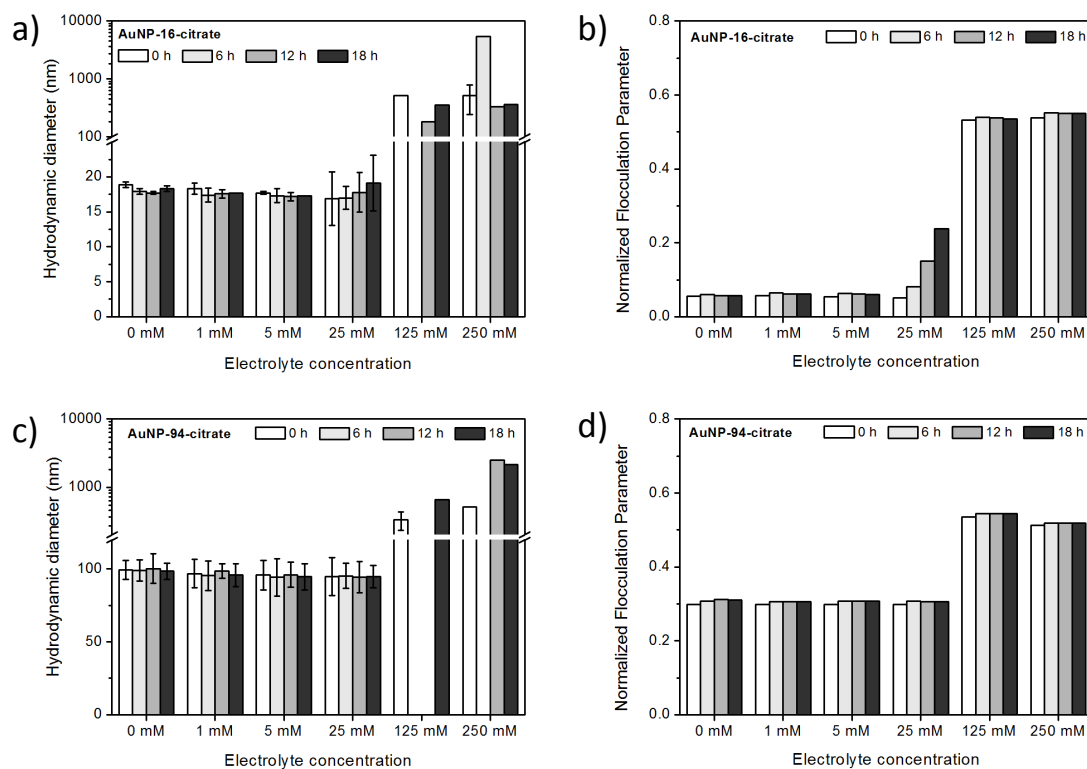 a)
AuNP-16-citrate
0 h 6 h 12 h 18 h
Hydrodynamic diameter (nm)
10000
1000
100
20
15
10
5
0
0 mM 1 mM 5 mM 25 mM 125 mM 250 mM
Electrolyte concentration
b)
AuNP-16-citrate 0 h 6 h 12 h 18 h
Normalized Flocculation Parameter
0.8
0.6
0.4
0.2
0.0
0 mM 1 mM 5 mM 25 mM 125 mM 250 mM
Electrolyte concentration
c)
AuNP-94-citrate 0 h 6 h 12 h 18 h
Hydrodynamic diameter (nm)
10000
1000
100
50
0
0 mM 1 mM 5 mM 25 mM 125 mM 250 mM
Electrolyte concentration
d)
AuNP-94-citrate 0 h 6 h 12 h 18 h
Normalized Flocculation Parameter
0.8
0.6
0.4
0.2
0.0
0 mM 1 mM 5 mM 25 mM 125 mM 250 mM
Electrolyte concentration